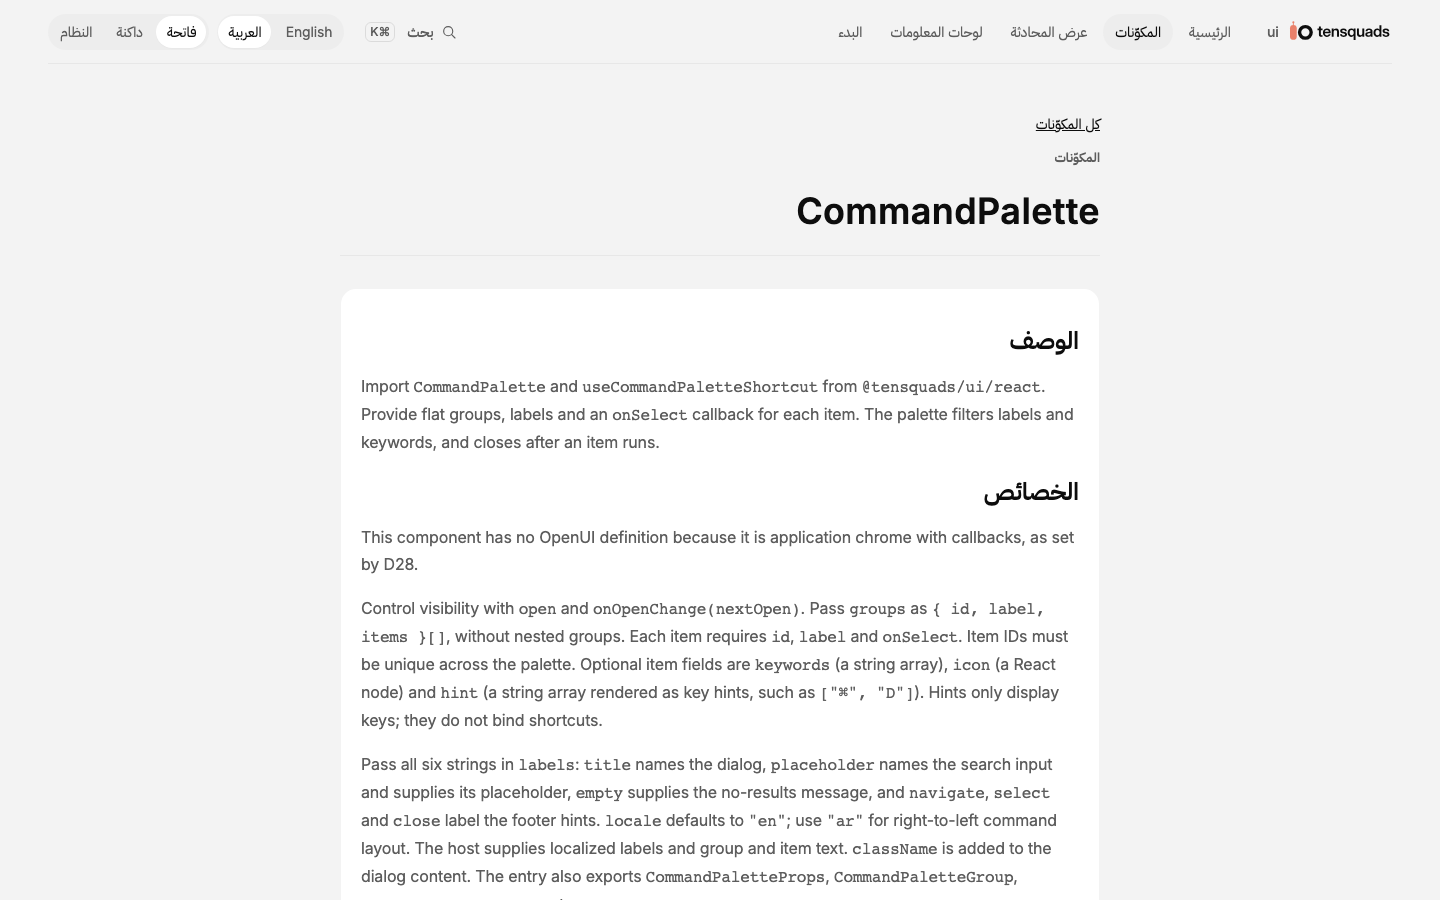 tensquads ui
الرئيسية
المكوّنات
عرض المحادثة
لوحات المعلومات
البدء
بحث
⌘K
English
العربية
فاتحة
داكنة
النظام
كل المكوّنات
المكوّنات
CommandPalette
الوصف
Import CommandPalette and useCommandPaletteShortcut from @tensquads/ui/react.
Provide flat groups, labels and an onSelect callback for each item. The palette filters labels and
keywords, and closes after an item runs.
الخصائص
This component has no OpenUI definition because it is application chrome with callbacks, as set
by D28.
Control visibility with open and onOpenChange(nextOpen). Pass groups as { id, label,
items }[], without nested groups. Each item requires id, label and onSelect. Item IDs must
be unique across the palette. Optional item fields are keywords (a string array), icon (a React
node) and hint (a string array rendered as key hints, such as ["⌘", "D"]). Hints only display
keys; they do not bind shortcuts.
Pass all six strings in labels: title names the dialog, placeholder names the search input
and supplies its placeholder, empty supplies the no-results message, and navigate, select
and close label the footer hints. locale defaults to "en"; use "ar" for right-to-left command
layout. The host supplies localized labels and group and item text. className is added to the
dialog content. The entry also exports CommandPaletteProps, CommandPaletteGroup,